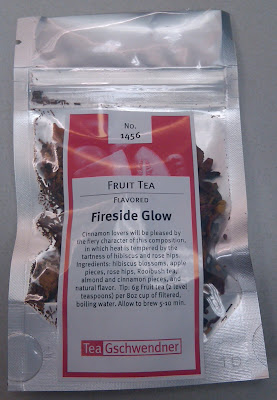 No.
1456
FRUIT TEA
FLAVORED
Fireside Glow
Cinnamon lovers will be pleased by
the fiery character of this composition,
in which heat is tempered by the
tartness of hibiscus and rose hips.
Ingredients: hibiscus blossoms, apple
pieces, rose hips, Rooibush tea,
almond and cinnamon pieces, and
natural flavor. Tip: 6g Fruit tea (2 level
teaspoons) per 8oz cup of filtered,
boiling water. Allow to brew 5-10 min.
TeaGschwendner